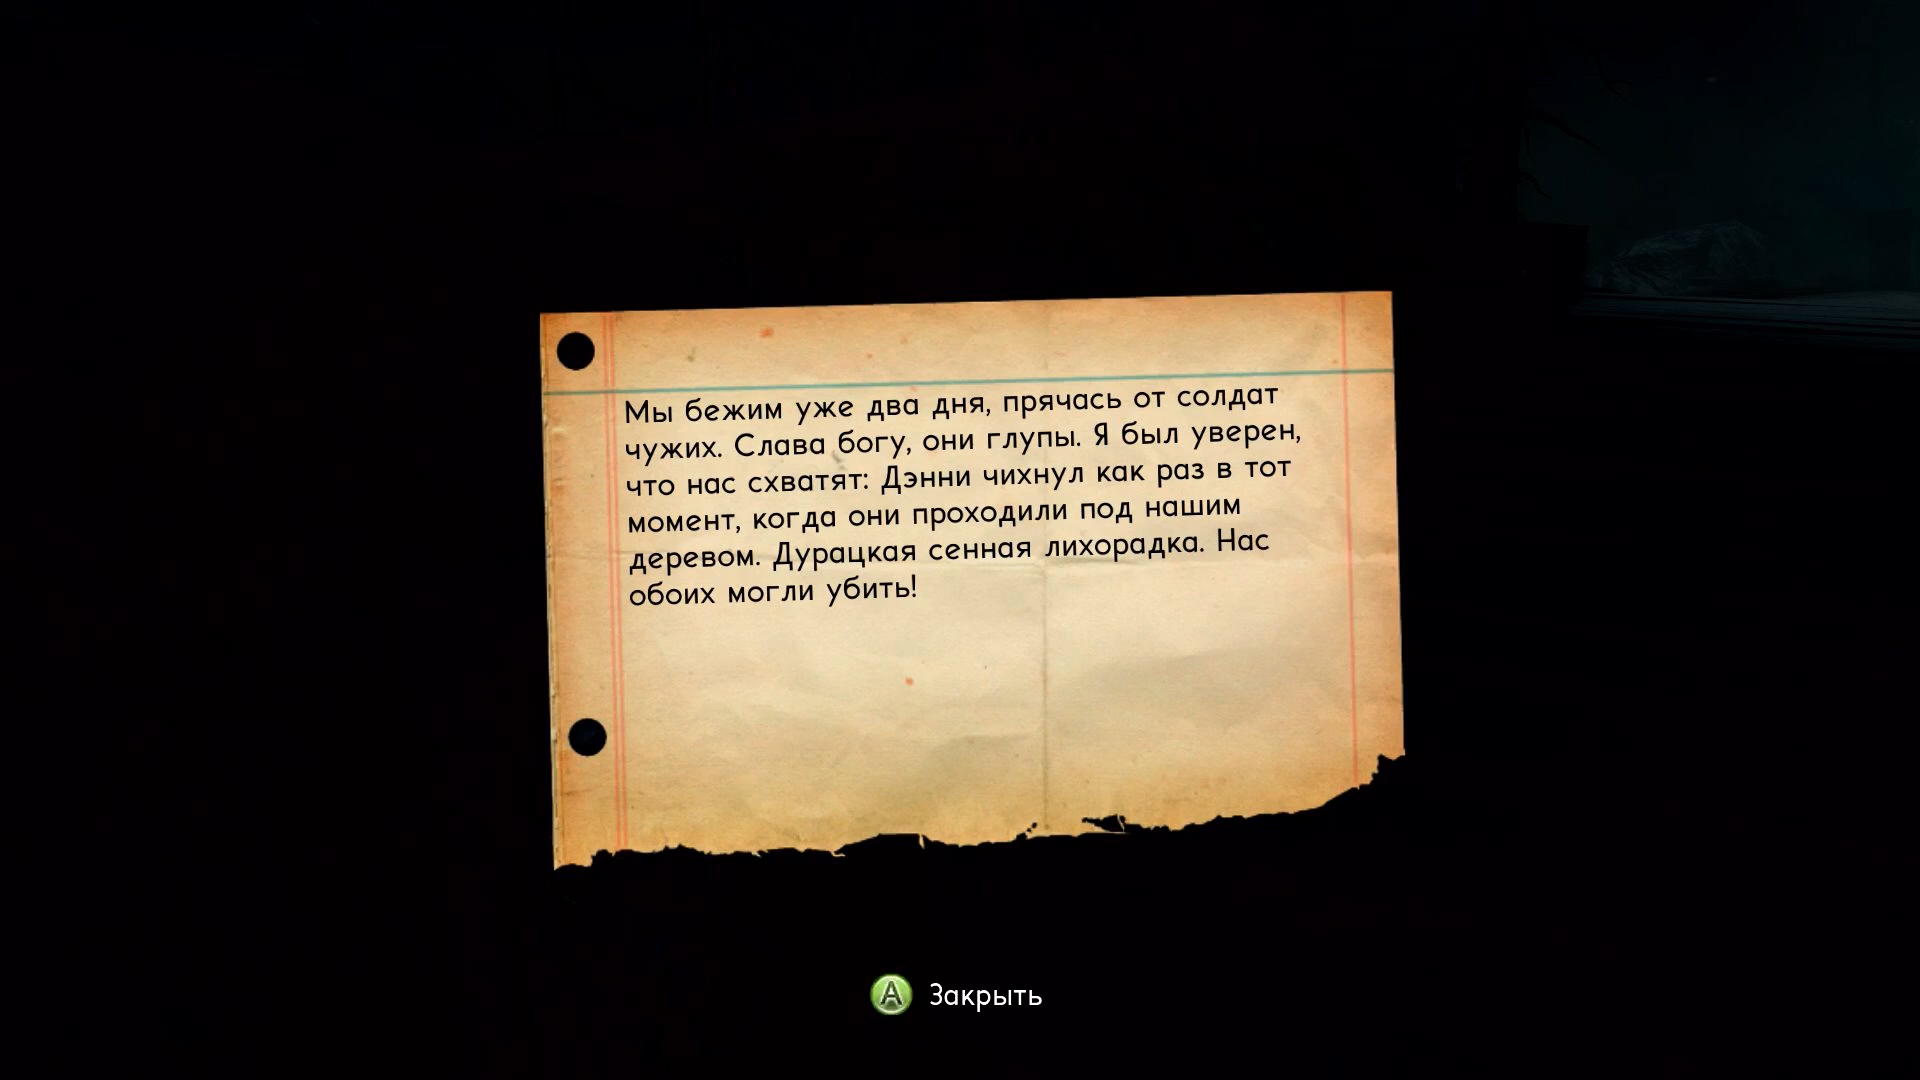 Мы бежим уже два дня, прячась от солдат
чужих. Слава богу, они глупы. Я был уверен,
что нас схватят: Дэнни чихнул как раз в тот
момент, когда они проходили под нашим
деревом. Дурацкая сенная лихорадка. Нас
обоих могли убить!
A Закрыть